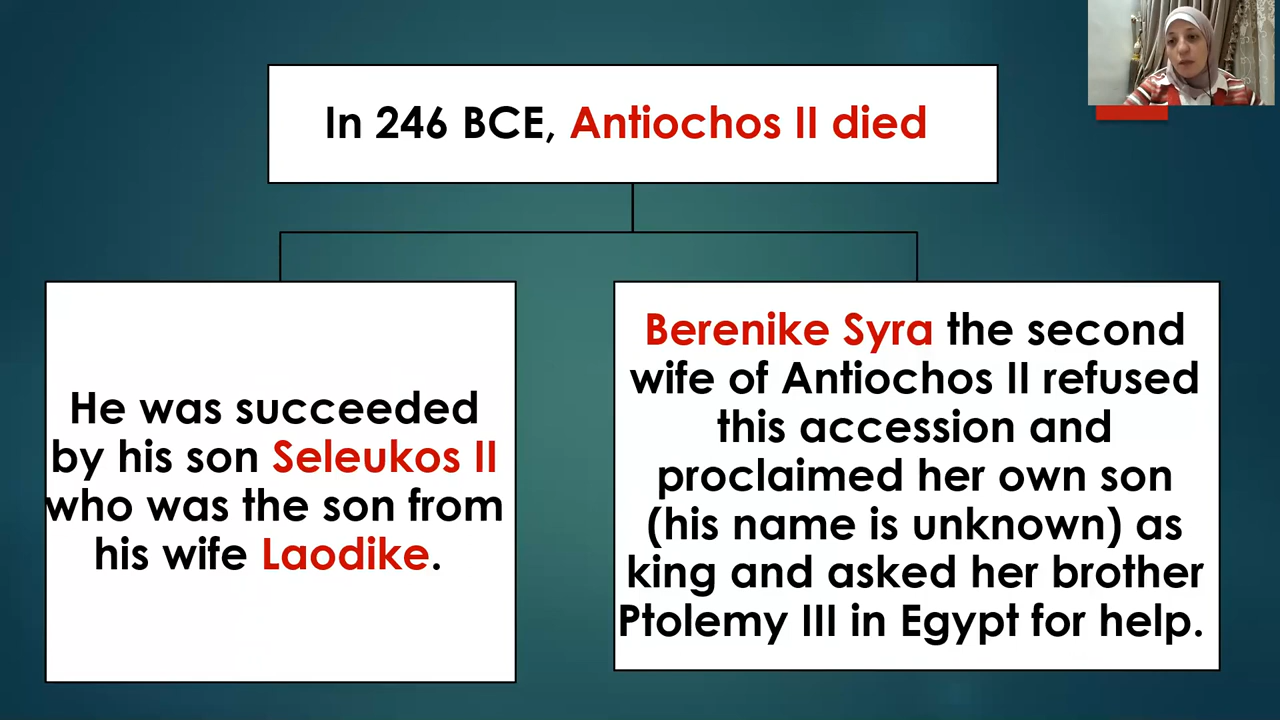 In 246 BCE, Antiochos II died
He was succeeded
by his son Seleukos II
who was the son from
his wife Laodike.
Berenike Syra the second
wife of Antiochos II refused
this accession and
proclaimed her own son
(his name is unknown) as
king and asked her brother
Ptolemy III in Egypt for help.